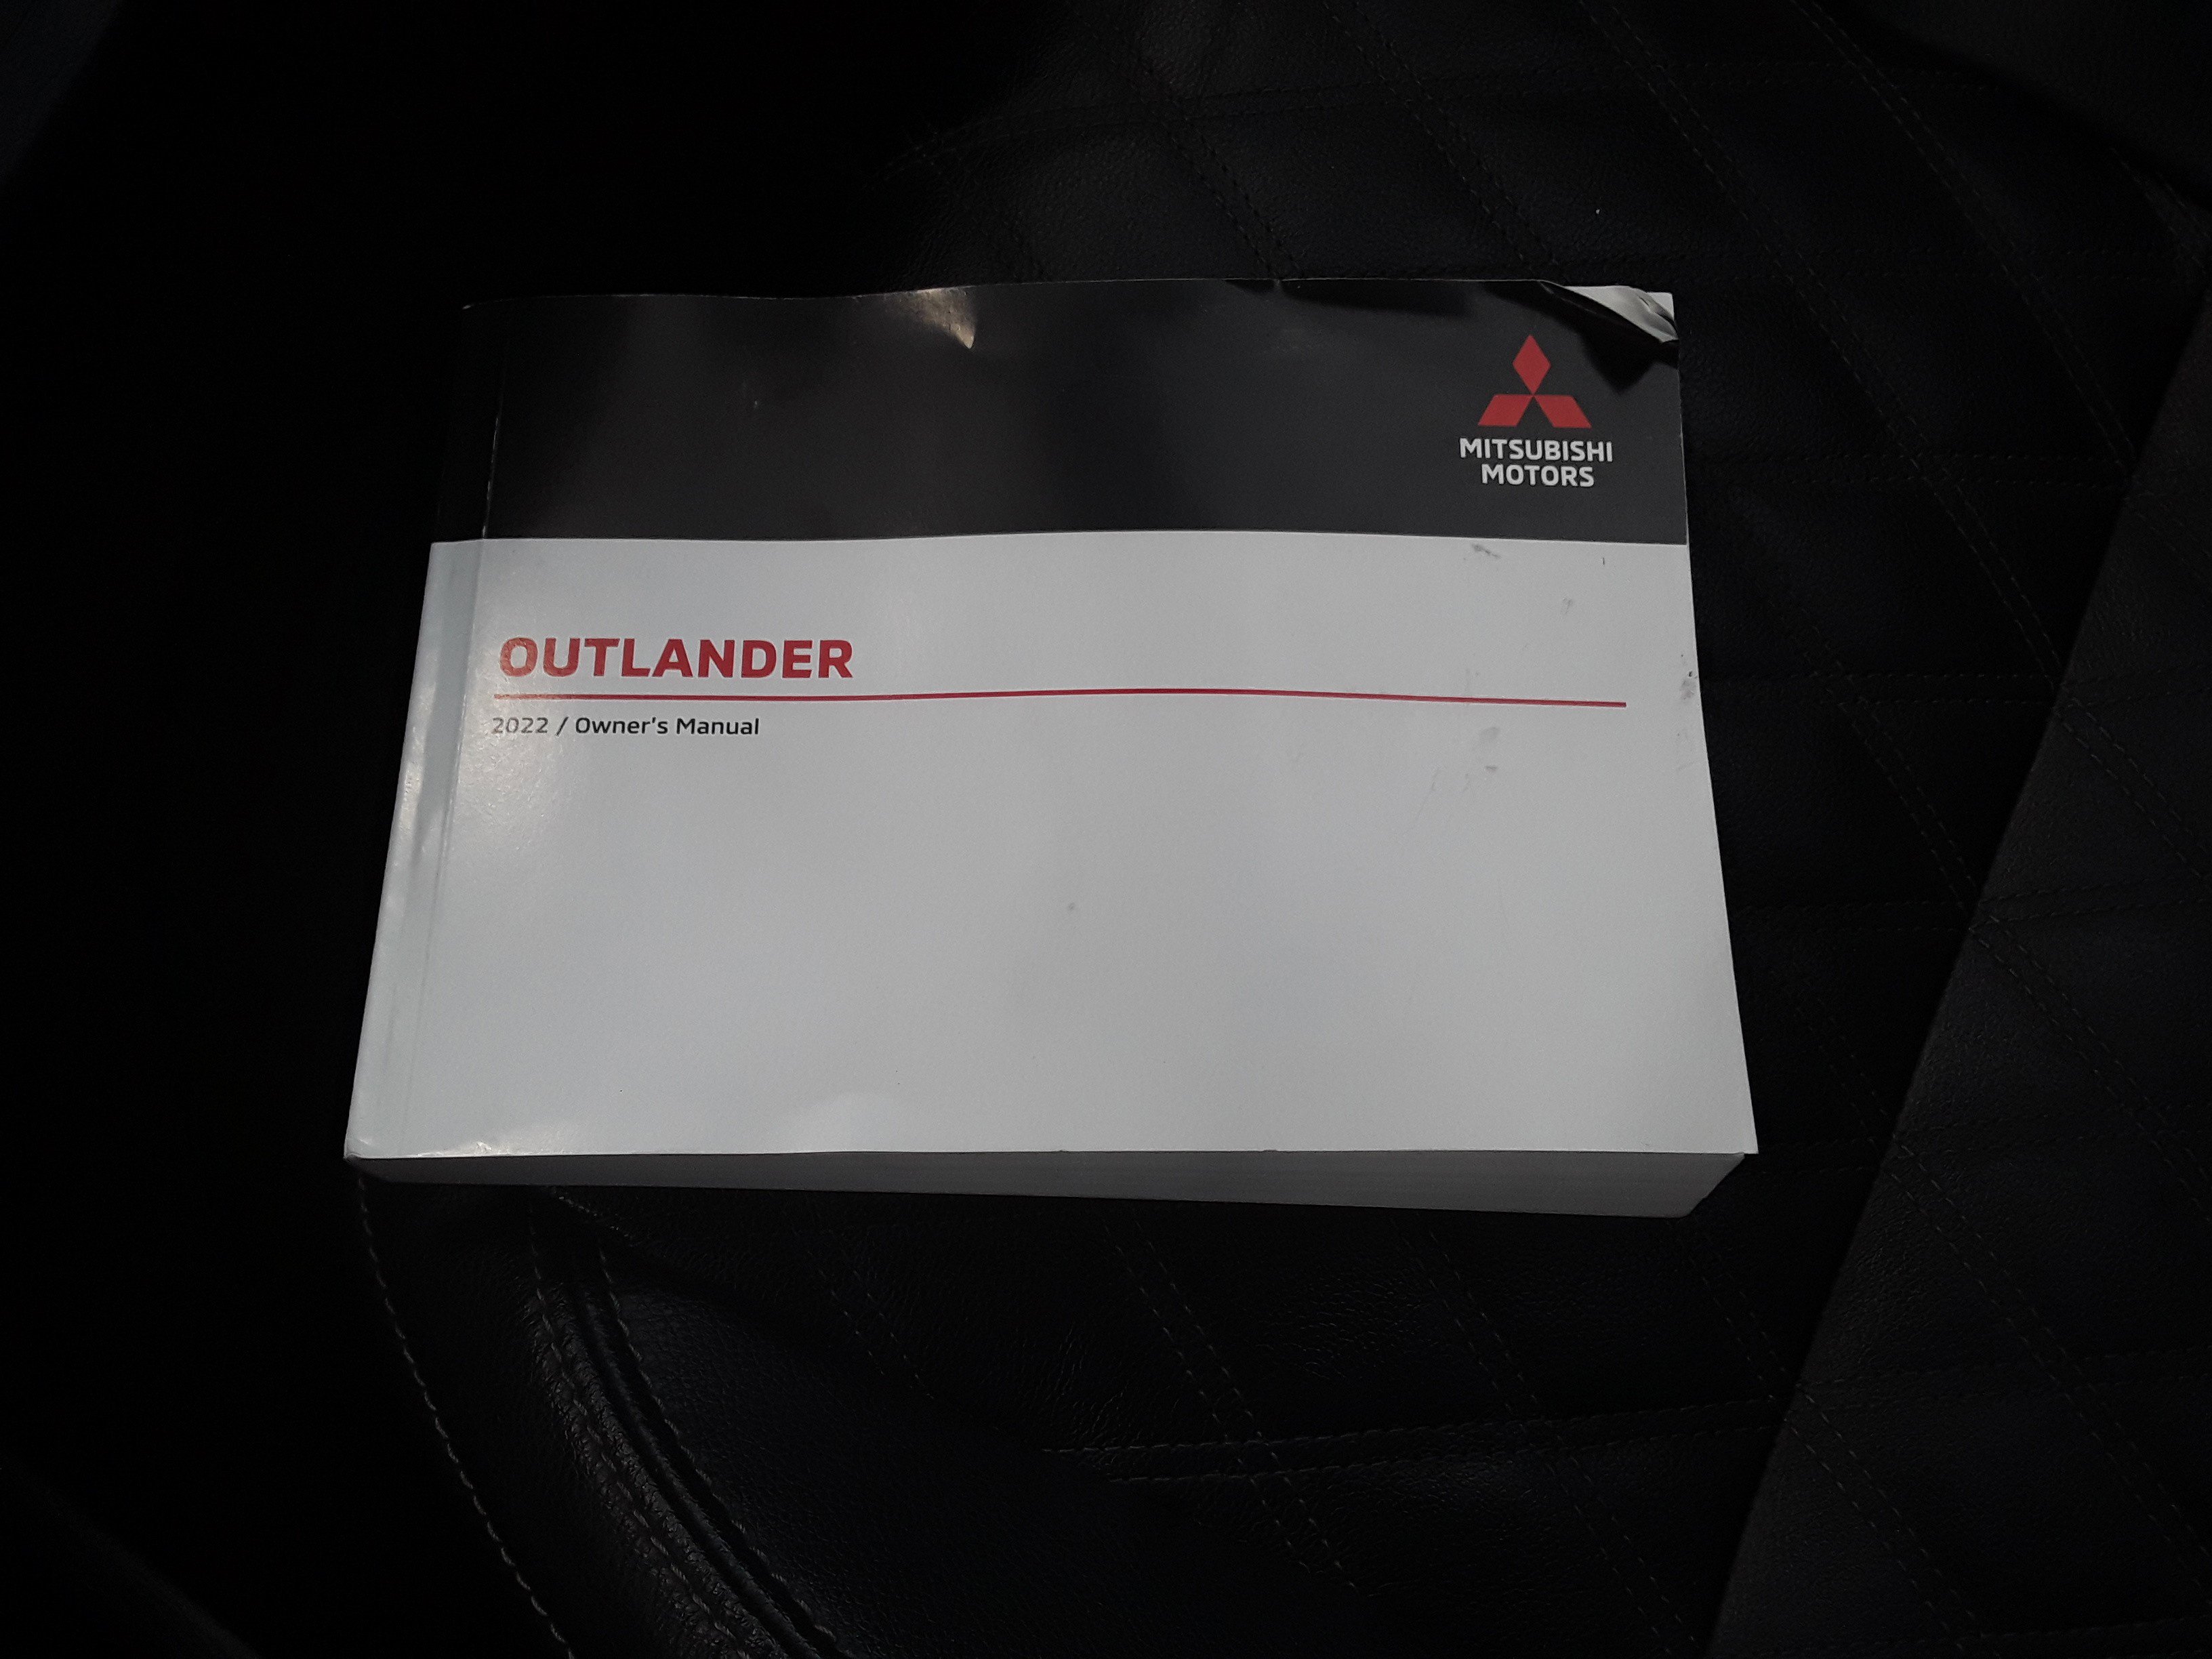 MITSUBISHI
MOTORS
OUTLANDER
2022 / Owner's Manual